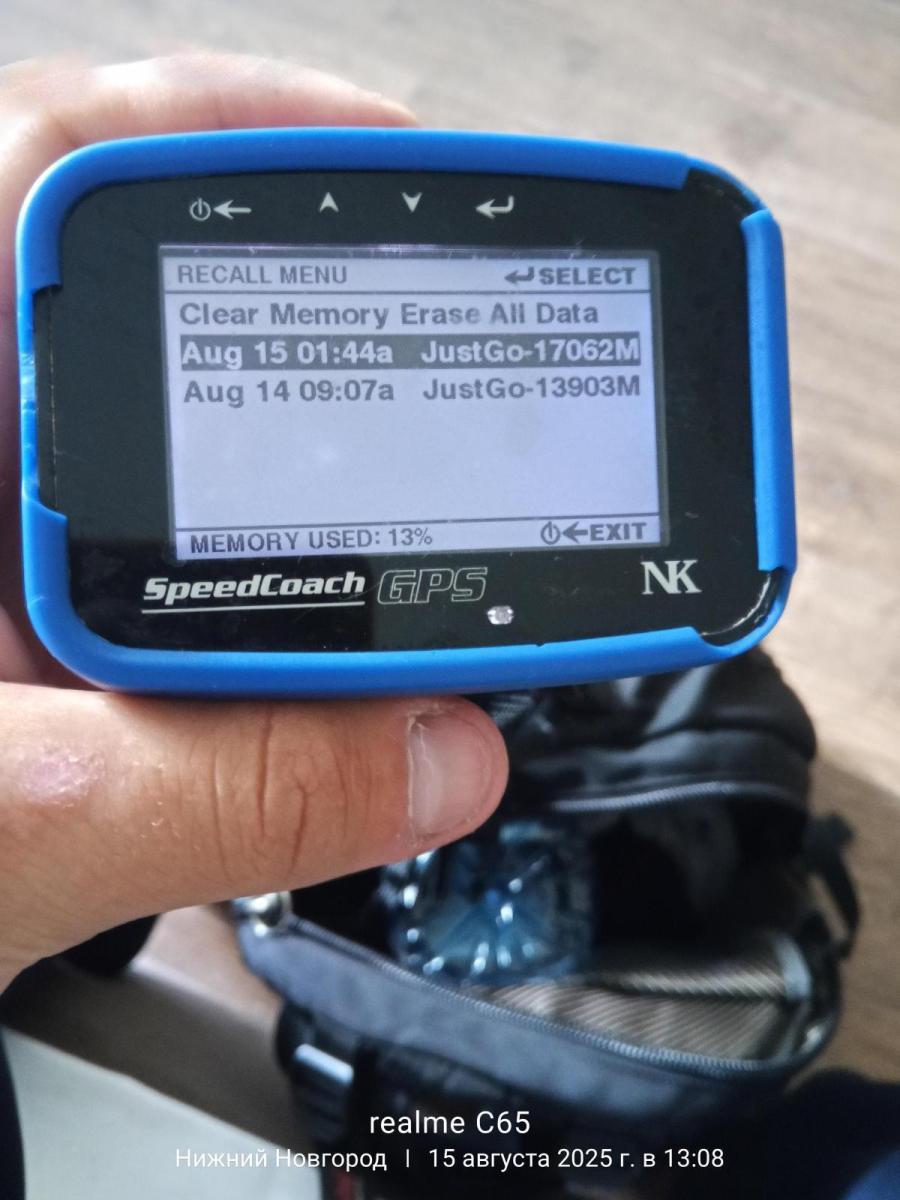 RECALL MENU ↵SELECT
Clear Memory Erase All Data
Aug 15 01:44a JustGo-17062M
Aug 14 09:07a JustGo-13903M
MEMORY USED: 13% ⏻←EXIT
SpeedCoach GPS NK
realme C65
Нижний Новгород | 15 августа 2025 г. в 13:08